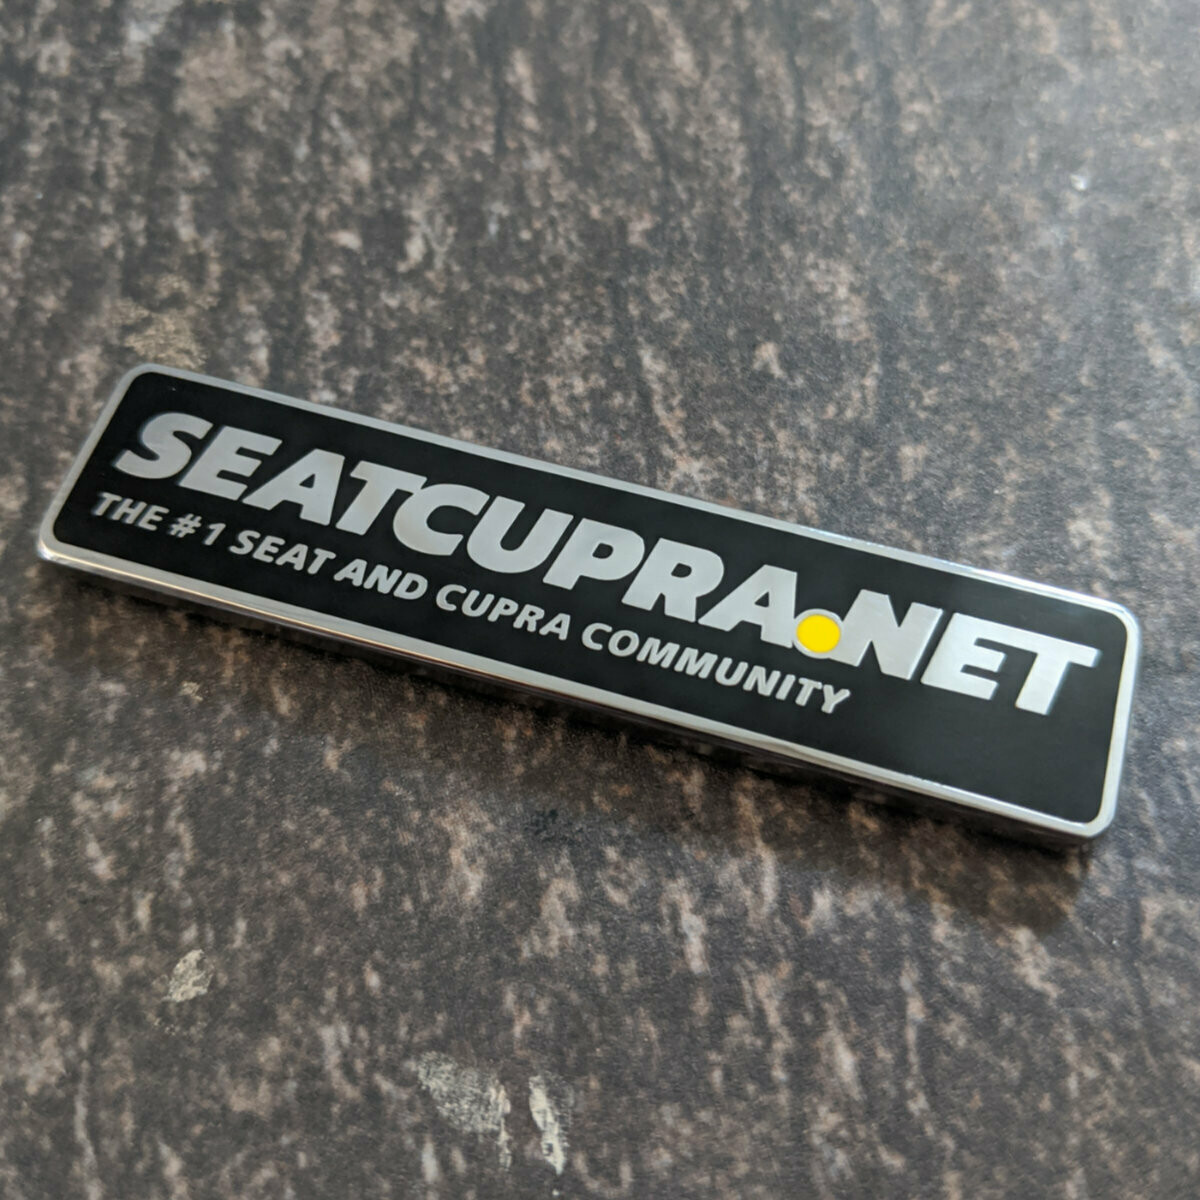 SEATCUPRA.NET
THE #1 SEAT AND CUPRA COMMUNITY